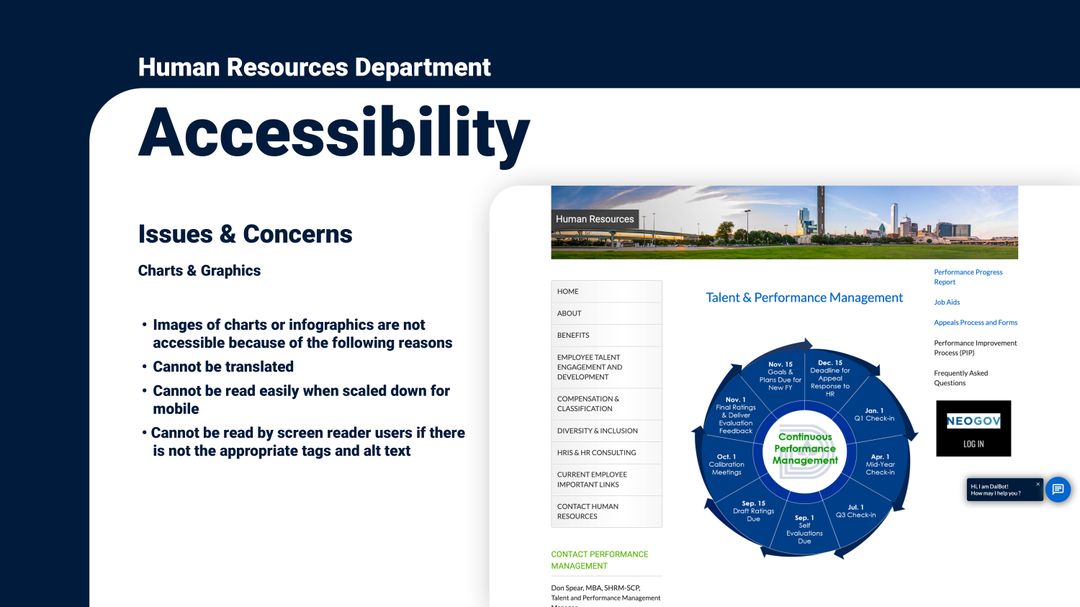 Human Resources Department
Accessibility
Issues & Concerns
Charts & Graphics
• Images of charts or infographics are not
accessible because of the following reasons
• Cannot be translated
• Cannot be read easily when scaled down for
mobile
• Cannot be read by screen reader users if there
is not the appropriate tags and alt text
Human Resources
HOME
ABOUT
BENEFITS
EMPLOYEE TALENT
ENGAGEMENT AND
DEVELOPMENT
COMPENSATION &
CLASSIFICATION
DIVERSITY & INCLUSION
HRIS & HR CONSULTING
CURRENT EMPLOYEE
IMPORTANT LINKS
CONTACT HUMAN
RESOURCES
CONTACT PERFORMANCE
MANAGEMENT
Don Spear, MBA, SHRM-SCP,
Talent and Performance Management
Talent & Performance Management
Nov. 15
Goals &
Plans Due for
New FY
Dec. 15
Deadline for
Appeal
Response to
HR
Jan. 1
Q1 Check-in
Apr. 1
Mid-Year
Check-in
Jul. 1
Q3 Check-in
Sep. 1
Self
Evaluations
Due
Sep. 15
Draft Ratings
Due
Oct. 1
Calibration
Meetings
Nov. 1
Final Ratings
& Deliver
Evaluation
Feedback
Continuous
Performance
Management
Performance Progress
Report
Job Aids
Appeals Process and Forms
Performance Improvement
Process (PIP)
Frequently Asked
Questions
NEOGOV
LOG IN
Hi, I am DalBot!
How may I help you ?